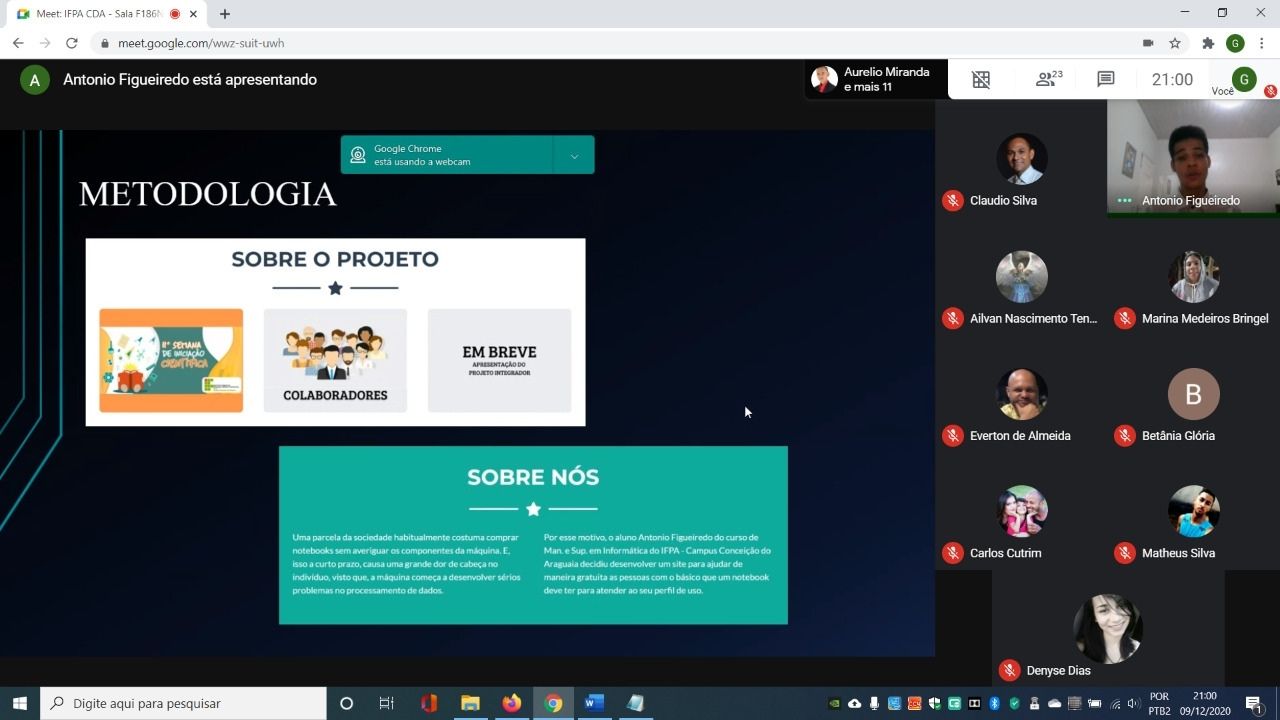 Meet: IFPA CDA - Sala F186N
meet.google.com/wwz-suit-uwh
G
A
Antonio Figueiredo está apresentando
Aurelio Miranda
e mais 11
23
21:00
Você
G
Google Chrome
está usando a webcam
METODOLOGIA
SOBRE O PROJETO
IIª SEMANA
DE INICIAÇÃO
CIENTÍFICA
COLABORADORES
EM BREVE
APRESENTAÇÃO DO
PROJETO INTEGRADOR
SOBRE NÓS
Uma parcela da sociedade habitualmente costuma comprar
notebooks sem averiguar os componentes da máquina. E,
isso a curto prazo, causa uma grande dor de cabeça no
indivíduo, visto que, a máquina começa a desenvolver sérios
problemas no processamento de dados.
Por esse motivo, o aluno Antonio Figueiredo do curso de
Man. e Sup. em Informática do IFPA - Campus Conceição do
Araguaia decidiu desenvolver um site para ajudar de
maneira gratuita as pessoas com o básico que um notebook
deve ter para atender ao seu perfil de uso.
Claudio Silva
Antonio Figueiredo
Ailvan Nascimento Ten...
Marina Medeiros Bringel
Everton de Almeida
B
Betânia Glória
Carlos Cutrim
Matheus Silva
Denyse Dias
Digite aqui para pesquisar
POR
PTB2
21:00
09/12/2020